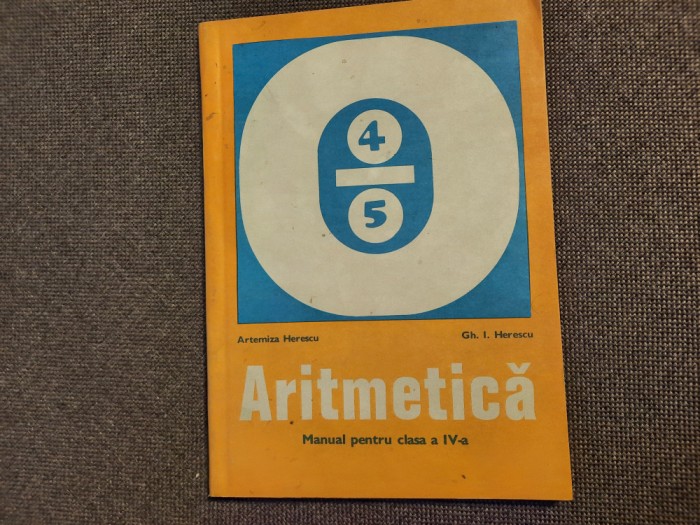 4
5
Artemiza Herescu
Gh. I. Herescu
Aritmetică
Manual pentru clasa a IV-a